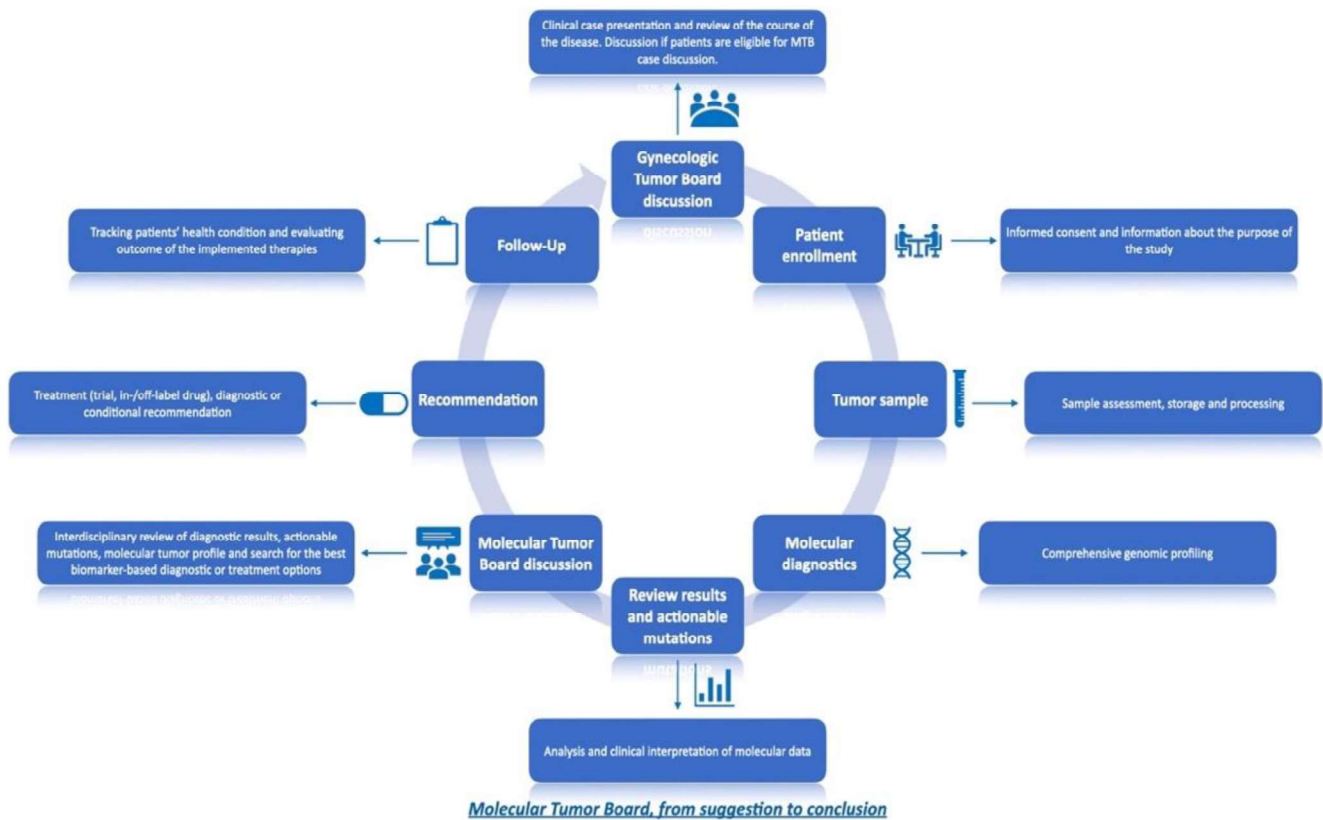 Clinical case presentation and review of the course of
the disease. Discussion if patients are eligible for MTB
case discussion.
Gynecologic
Tumor Board
discussion
Patient
enrollment
Informed consent and information about the purpose of
the study
Tumor sample
Sample assessment, storage and processing
Molecular
diagnostics
Comprehensive genomic profiling
Review results
and actionable
mutations
Analysis and clinical interpretation of molecular data
Molecular Tumor
Board discussion
Interdisciplinary review of diagnostic results, actionable
mutations, molecular tumor profile and search for the best
biomarker-based diagnostic or treatment options
Recommendation
Treatment (trial, in-/off-label drug), diagnostic or
conditional recommendation
Follow-Up
Tracking patients' health condition and evaluating
outcome of the implemented therapies
Molecular Tumor Board, from suggestion to conclusion